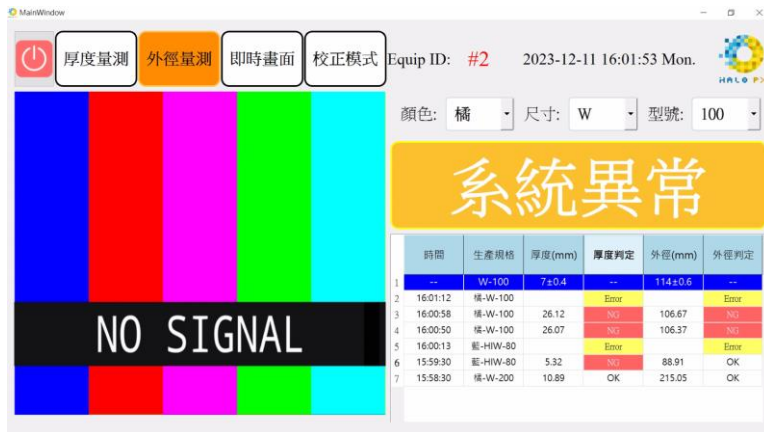 MainWindow
厚度量測 外徑量測 即時畫面 校正模式 Equip ID: #2 2023-12-11 16:01:53 Mon.
顏色: 橘 尺寸: W 型號: 100
系統異常
NO SIGNAL
時間 生產規格 厚度(mm) 厚度判定 外徑(mm) 外徑判定
1 -- W-100 7±0.4 -- 114±0.6 --
2 16:01:12 橘-W-100 Error Error
3 16:00:58 橘-W-100 26.12 NG 106.67 NG
4 16:00:50 橘-W-100 26.07 NG 106.37 NG
5 16:00:13 藍-HIW-80 Error Error
6 15:59:30 藍-HIW-80 5.32 NG 88.91 OK
7 15:58:30 橘-W-200 10.89 OK 215.05 OK